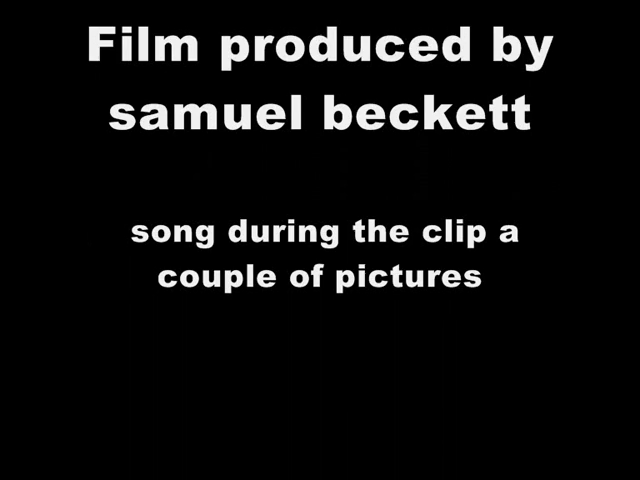 Film produced by
samuel beckett
song during the clip a
couple of pictures